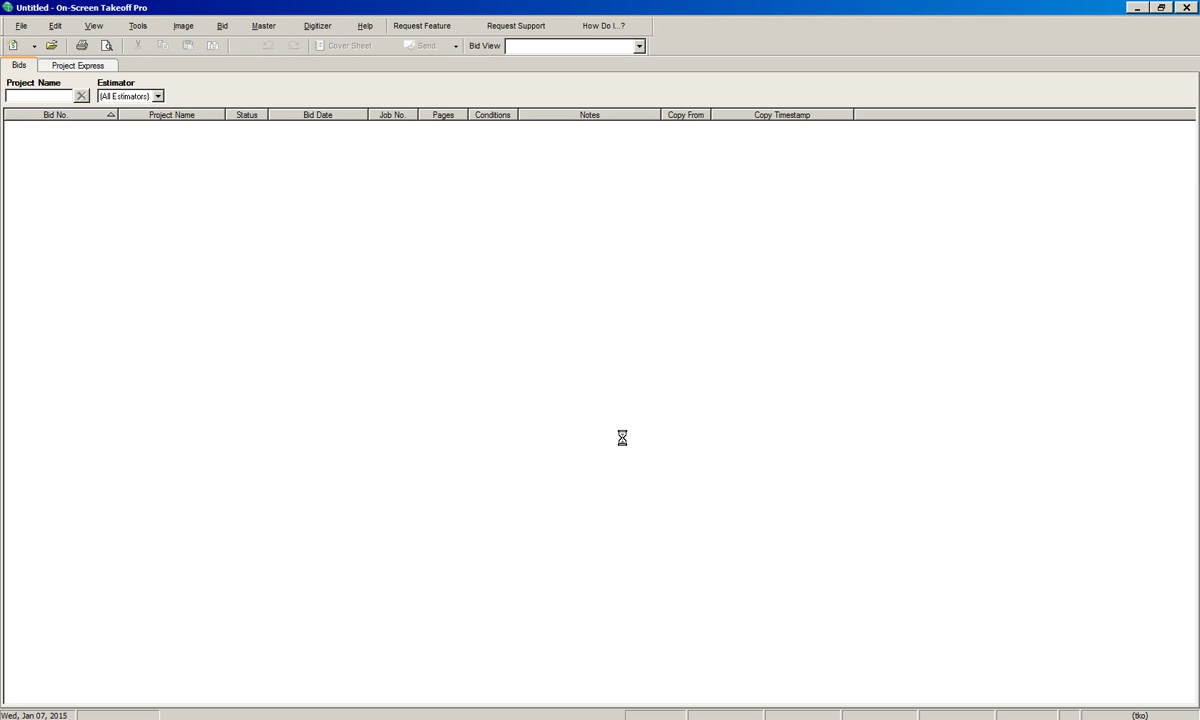 Untitled - On-Screen Takeoff Pro
File Edit View Tools Image Bid Master Digitizer Help Request Feature Request Support How Do I...?
Cover Sheet Send Bid View
Bids Project Express
Project Name Estimator
(All Estimators)
Bid No. Project Name Status Bid Date Job No. Pages Conditions Notes Copy From Copy Timestamp
Wed, Jan 07, 2015 (tko)